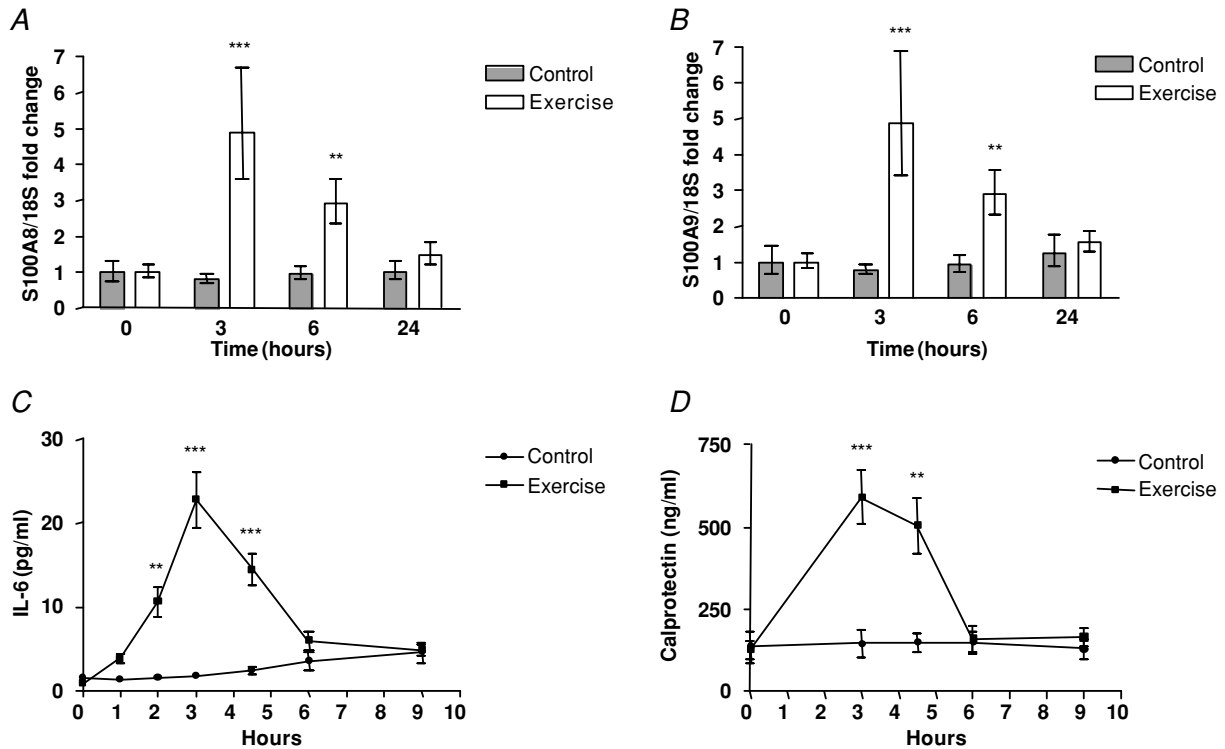 A
S100A8/18S fold change
7
6
5
4
3
2
1
0
***
**
0 3 6 24
Time (hours)
Control
Exercise
B
S100A9/18S fold change
7
6
5
4
3
2
1
0
***
**
0 3 6 24
Time (hours)
Control
Exercise
C
IL-6 (pg/ml)
30
20
10
0
**
***
***
0 1 2 3 4 5 6 7 8 9 10
Hours
Control
Exercise
D
Calprotectin (ng/ml)
750
500
250
0
***
**
0 1 2 3 4 5 6 7 8 9 10
Hours
Control
Exercise